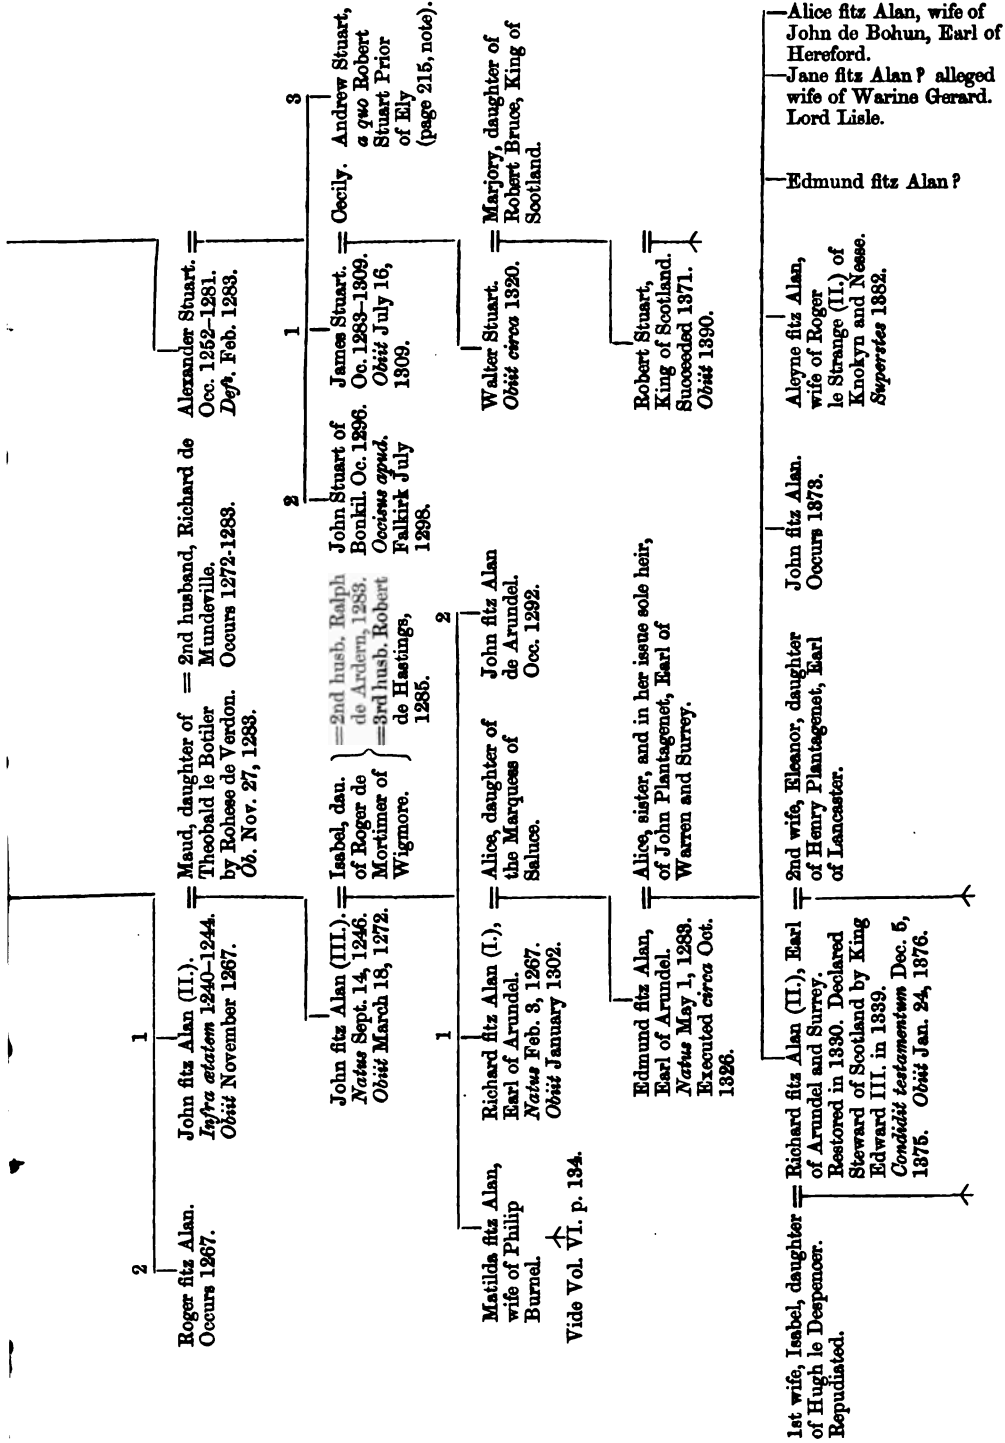 2
Roger fitz Alan.
Occurs 1267.
1
John fitz Alan (II.).
Infra ætatem 1240–1244.
Obiit November 1267.
= Maud, daughter of
Theobald le Botiler
by Rohese de Verdon.
Ob. Nov. 27, 1283.
= 2nd husband, Richard de
Mundeville.
Occurs 1272-1283.
Alexander Stuart. =
Occ. 1252–1281.
Deft. Feb. 1283.
John fitz Alan (III.).
Natus Sept. 14, 1246.
Obiit March 18, 1272.
= Isabel, dau.
of Roger de
Mortimer of
Wigmore.
=2nd husb. Ralph
de Ardern, 1283.
=3rd husb. Robert
de Hastings,
1285.
2
John Stuart of
Bonkil. Oc. 1296.
Occisus apud.
Falkirk July
1298.
1
James Stuart.
Oc. 1283–1309.
Obiit July 16,
1309.
= Cecily.
3
Andrew Stuart,
a quo Robert
Stuart Prior
of Ely
(page 215, note).
Matilda fitz Alan,
wife of Philip
Burnel.
Vide Vol. VI. p. 134.
1
Richard fitz Alan (I.),
Earl of Arundel.
Natus Feb. 3, 1267.
Obiit January 1302.
= Alice, daughter of
the Marquess of
Saluce.
2
John fitz Alan
de Arundel.
Occ. 1292.
Walter Stuart.
Obiit circa 1320.
= Marjory, daughter of
Robert Bruce, King of
Scotland.
Edmund fitz Alan,
Earl of Arundel.
Natus May 1, 1283.
Executed circa Oct.
1326.
= Alice, sister, and in her issue sole heir,
of John Plantagenet, Earl of
Warren and Surrey.
Robert Stuart, =
King of Scotland.
Succeeded 1371.
Obiit 1390.
1st wife, Isabel, daughter
of Hugh le Despencer.
Repudiated.
= Richard fitz Alan (II.), Earl
of Arundel and Surrey.
Restored in 1330. Declared
Steward of Scotland by King
Edward III. in 1339.
Condidit testamentum Dec. 5,
1375. Obiit Jan. 24, 1376.
= 2nd wife, Eleanor, daughter
of Henry Plantagenet, Earl
of Lancaster.
John fitz Alan.
Occurs 1373.
Aleyne fitz Alan,
wife of Roger
le Strange (II.) of
Knokyn and Nesse.
Superstes 1382.
Edmund fitz Alan?
Jane fitz Alan? alleged
wife of Warine Gerard.
Lord Lisle.
Alice fitz Alan, wife of
John de Bohun, Earl of
Hereford.